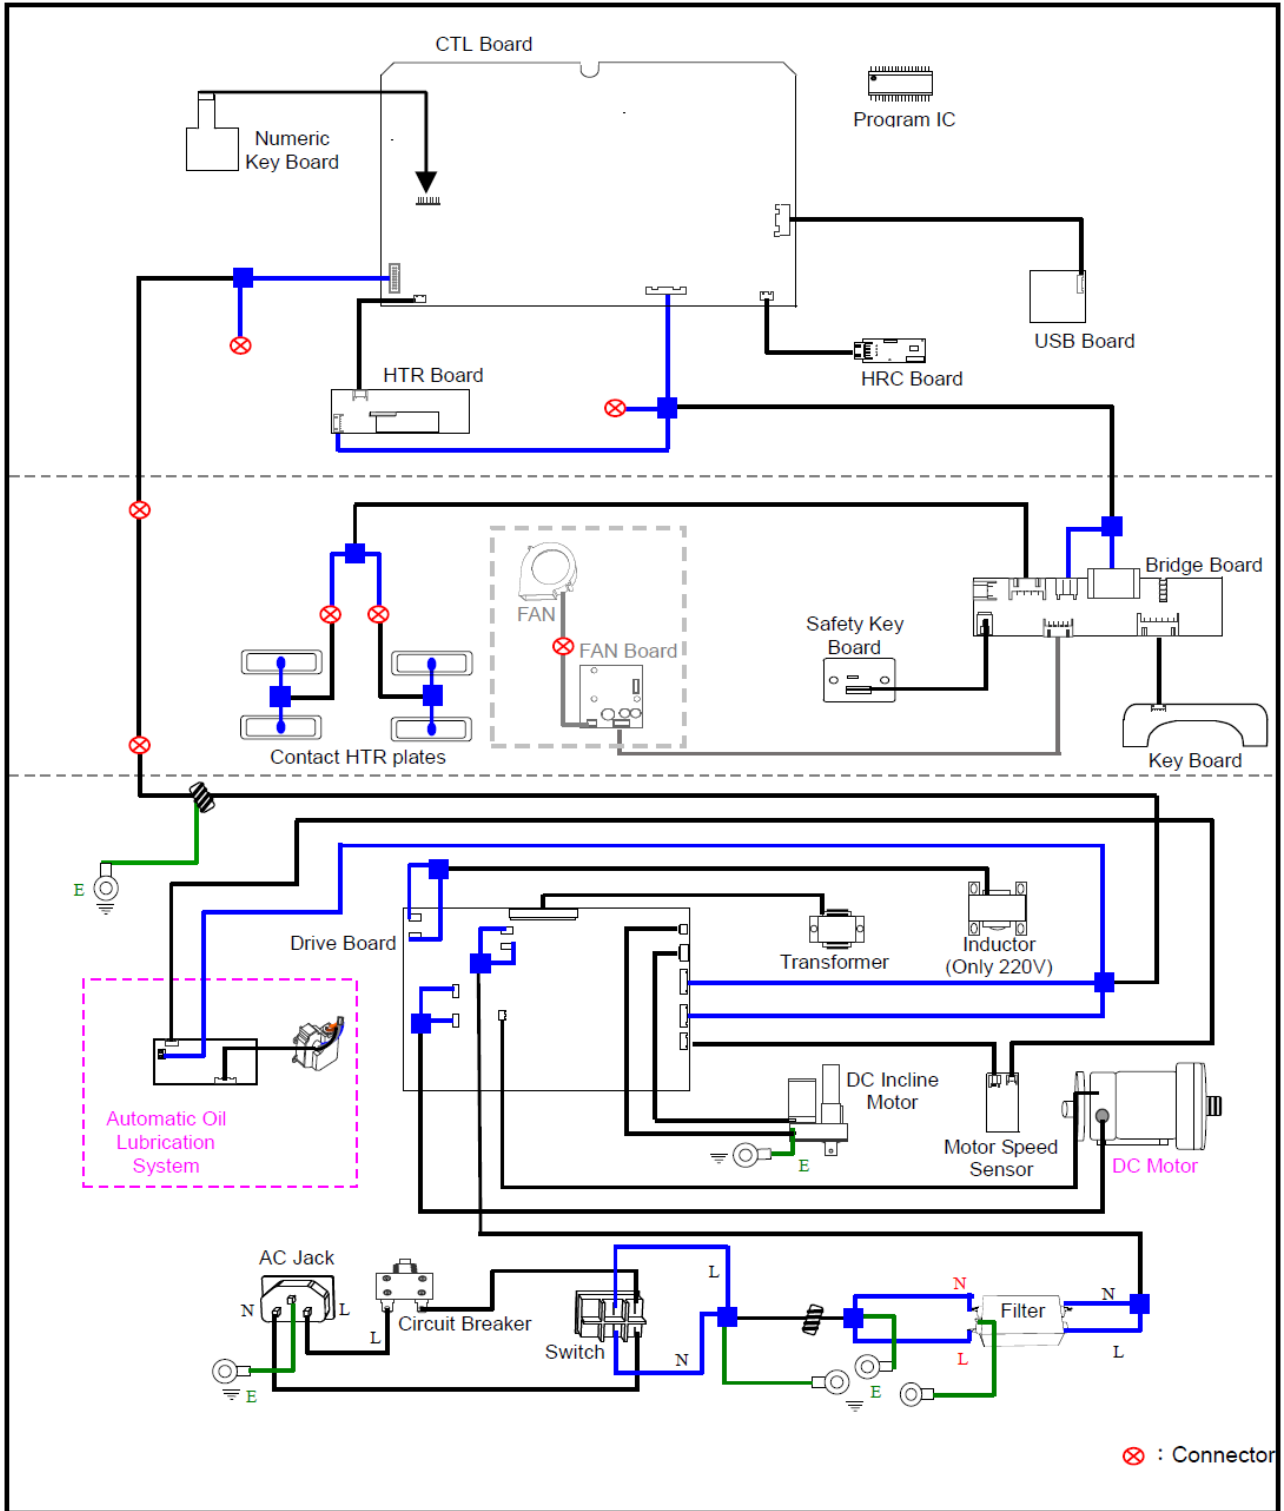 CTL Board
Program IC
Numeric
Key Board
USB Board
HTR Board
HRC Board
Bridge Board
FAN
Safety Key
Board
FAN Board
Contact HTR plates
Key Board
E
Drive Board
Transformer
Inductor
(Only 220V)
DC Incline
Motor
Automatic Oil
Lubrication
System
E
Motor Speed
Sensor
DC Motor
AC Jack
N
L
L
Circuit Breaker
Switch
L
N
N
L
Filter
N
L
E
E
: Connector